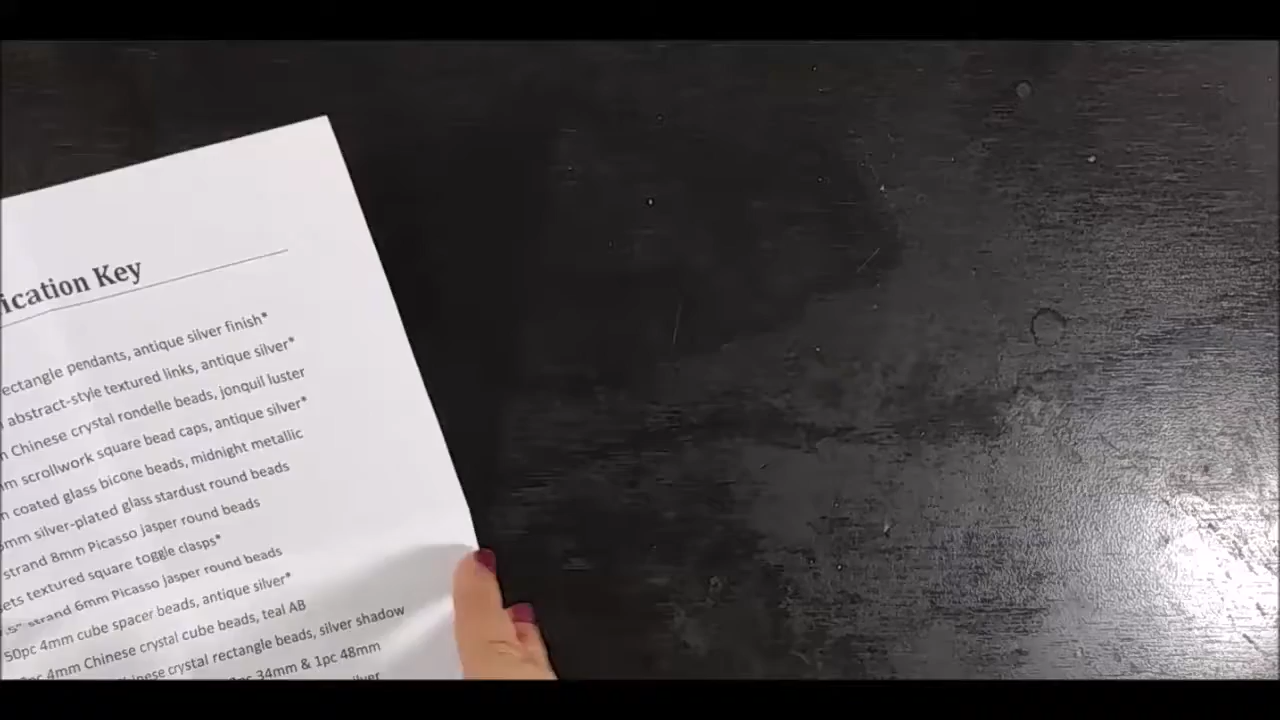 ication Key
ectangle pendants, antique silver finish*
abstract-style textured links, antique silver*
Chinese crystal rondelle beads, jonquil luster
m scrollwork square bead caps, antique silver*
coated glass bicone beads, midnight metallic
mm silver-plated glass stardust round beads
strand 8mm Picasso jasper round beads
ets textured square toggle clasps*
.5" strand 6mm Picasso jasper round beads
50pc 4mm cube spacer beads, antique silver*
pc 4mm Chinese crystal cube beads, teal AB
hinese crystal rectangle beads, silver shadow
34mm & 1pc 48mm
silver